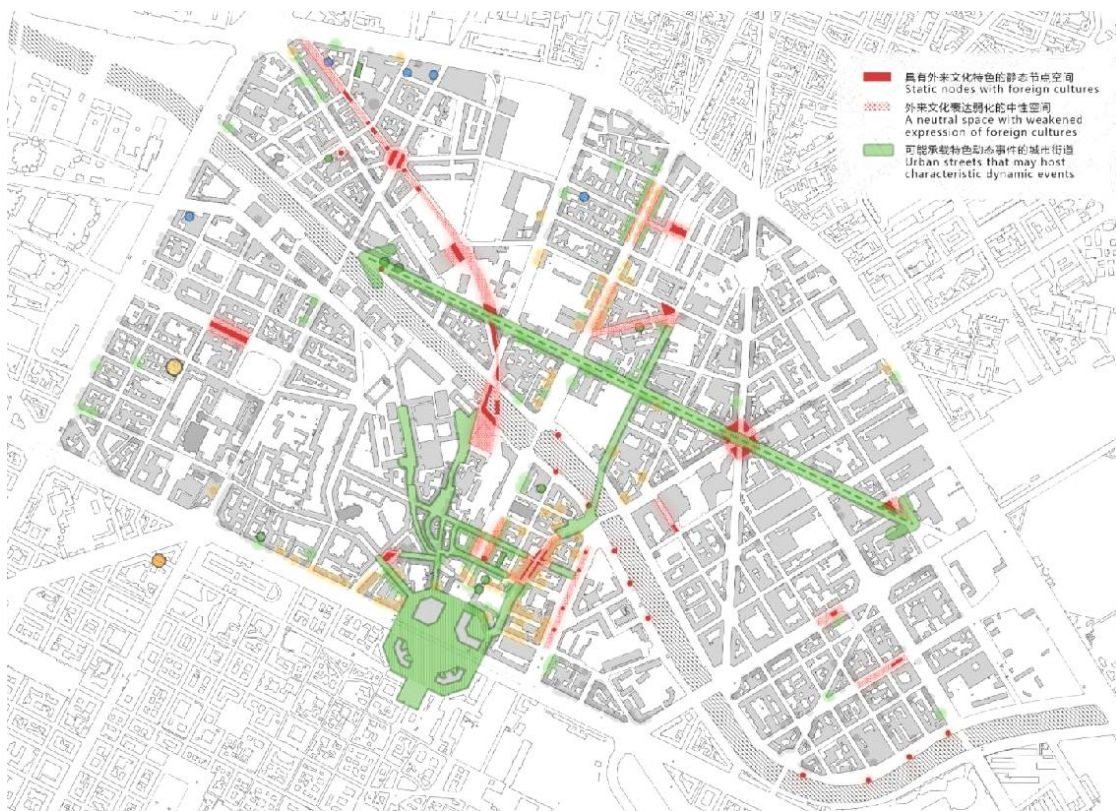 具有外来文化特色的静态节点空间
Static nodes with foreign cultures
外来文化表达弱化的中性空间
A neutral space with weakened
expression of foreign cultures
可能承载特色动态事件的城市街道
Urban streets that may host
characteristic dynamic events